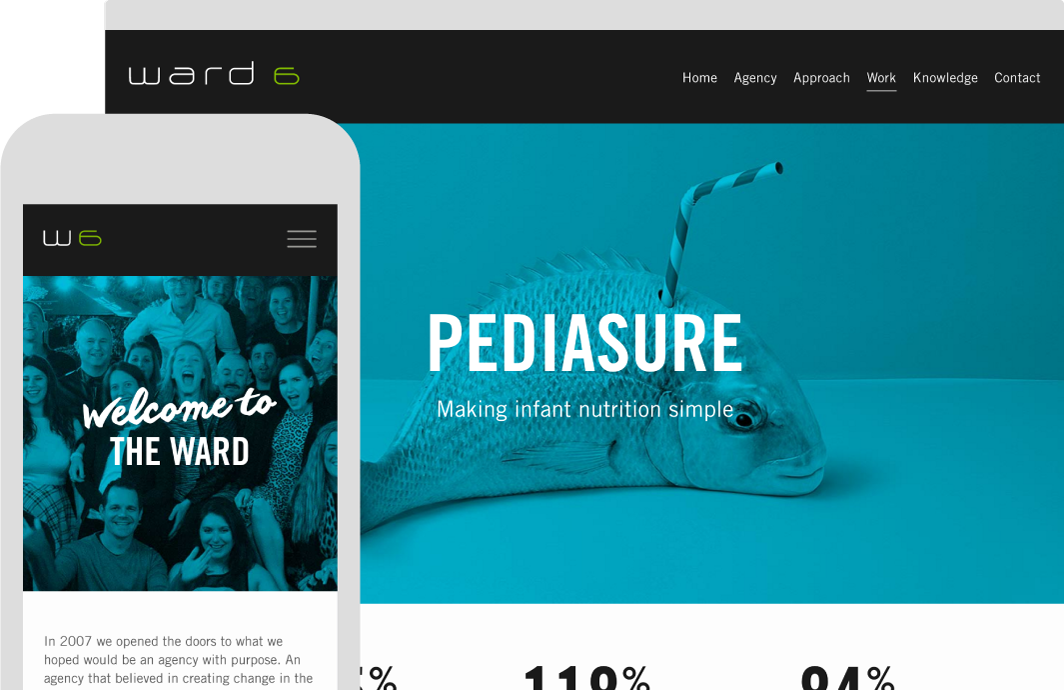 ward 6
Home Agency Approach Work Knowledge Contact
PEDIASURE
Making infant nutrition simple
%
119%
94%
W6
Welcome to
THE WARD
In 2007 we opened the doors to what we
hoped would be an agency with purpose. An
agency that believed in creating change in the